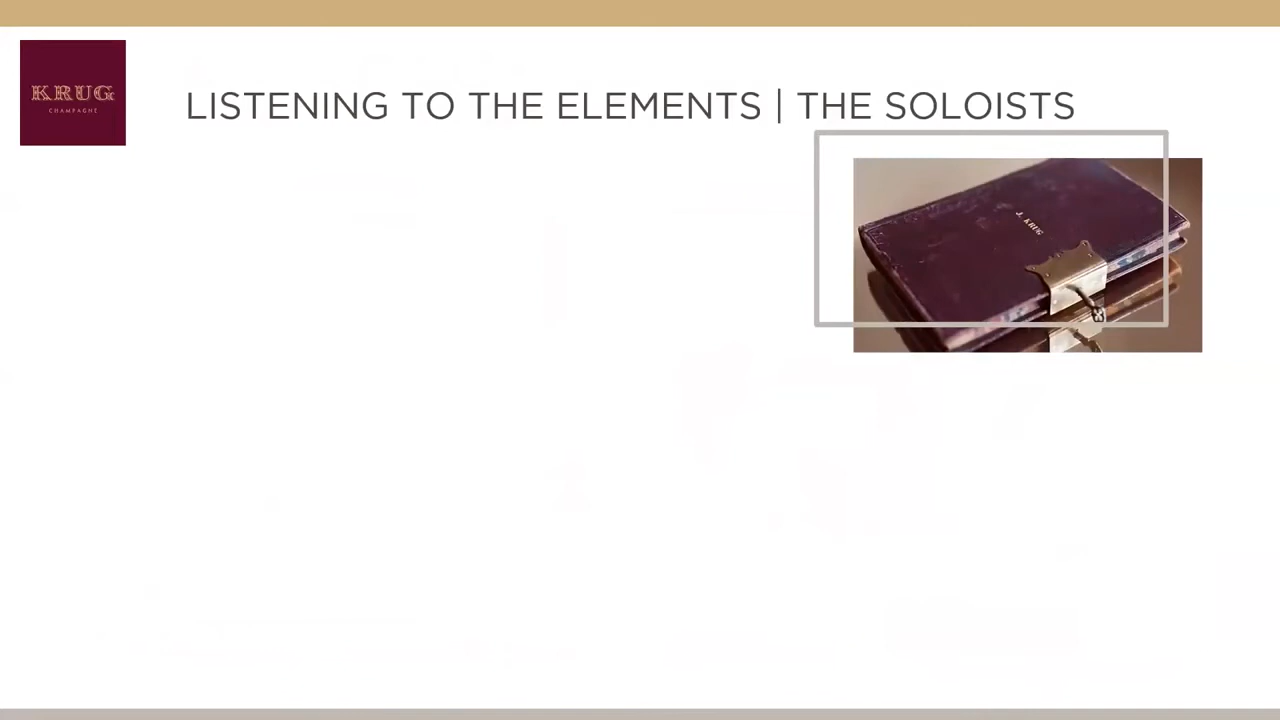 KRUG
CHAMPAGNE
LISTENING TO THE ELEMENTS | THE SOLOISTS
J. KRUG